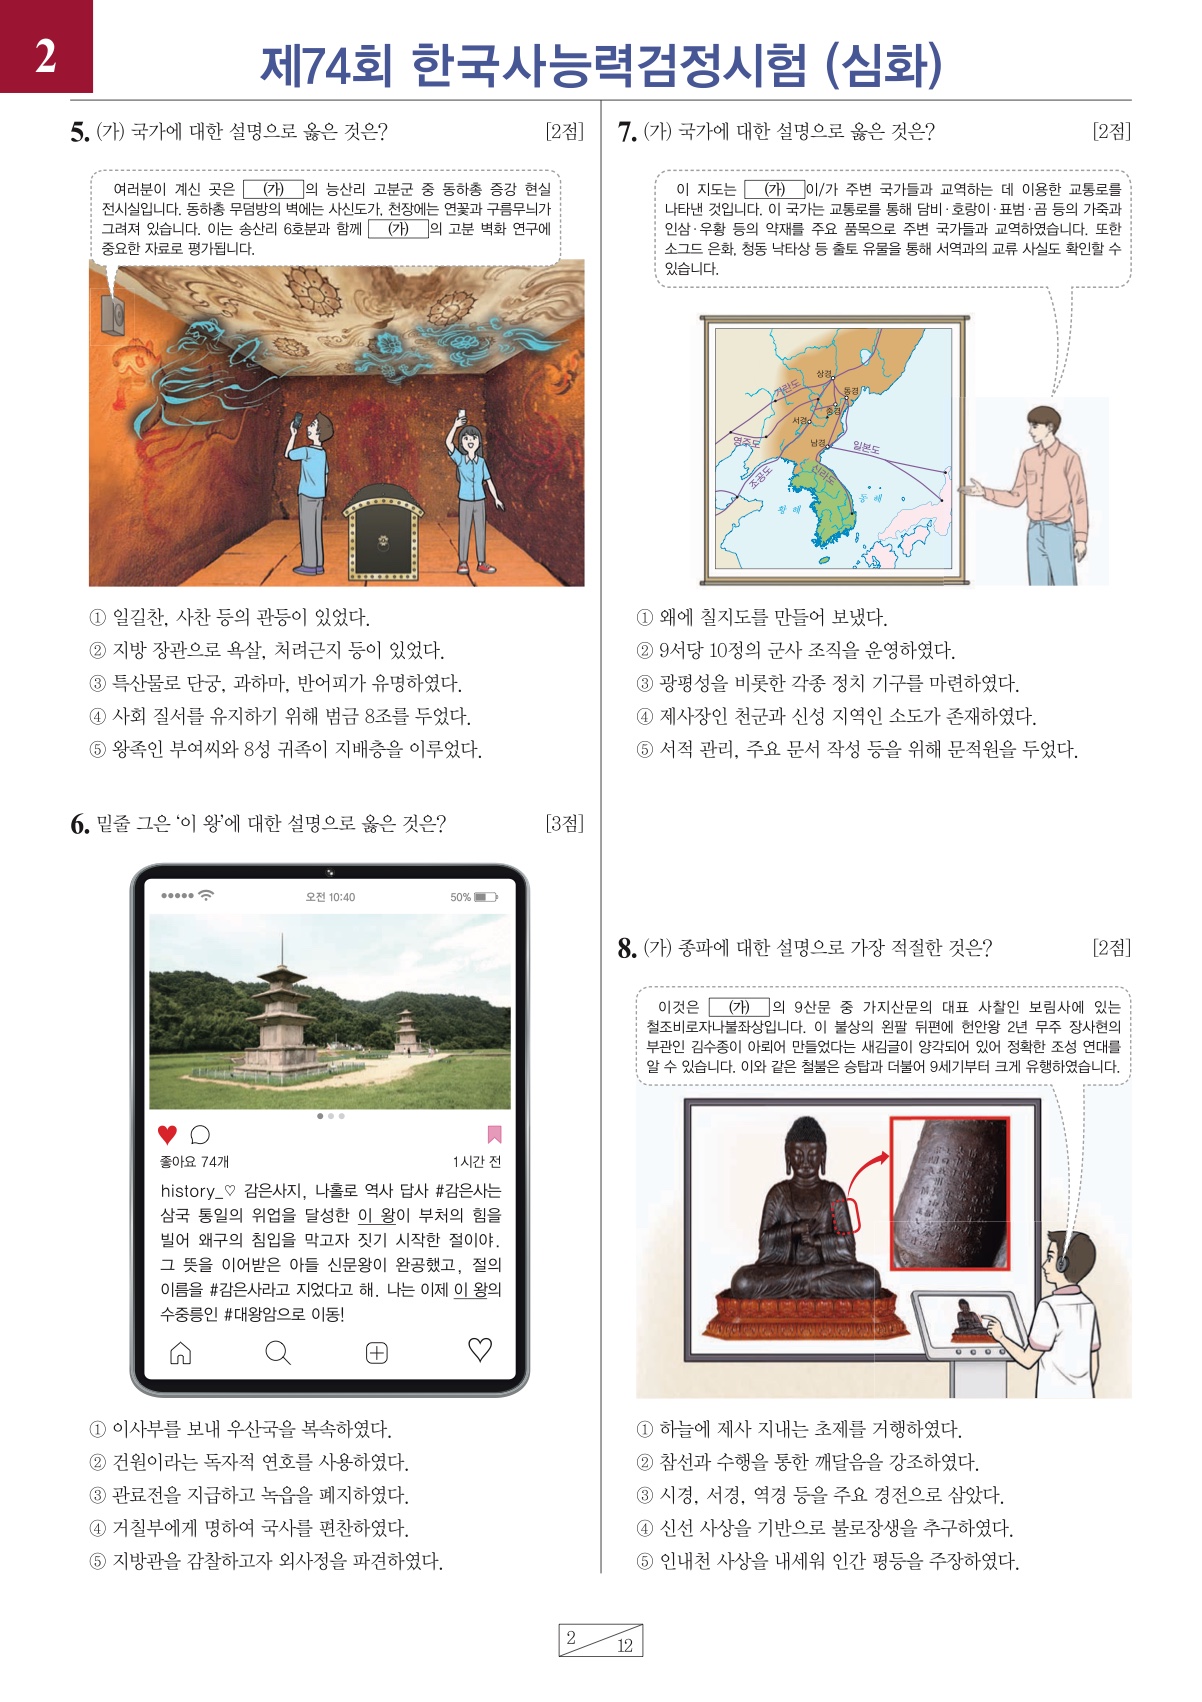 2
제74회 한국사능력검정시험 (심화)
5. (가) 국가에 대한 설명으로 옳은 것은? [2점]
여러분이 계신 곳은 (가) 의 능산리 고분군 중 동하총 증강 현실
전시실입니다. 동하총 무덤방의 벽에는 사신도가, 천장에는 연꽃과 구름무늬가
그려져 있습니다. 이는 송산리 6호분과 함께 (가) 의 고분 벽화 연구에
중요한 자료로 평가됩니다.
① 일길찬, 사찬 등의 관등이 있었다.
② 지방 장관으로 욕살, 처려근지 등이 있었다.
③ 특산물로 단궁, 과하마, 반어피가 유명하였다.
④ 사회 질서를 유지하기 위해 범금 8조를 두었다.
⑤ 왕족인 부여씨와 8성 귀족이 지배층을 이루었다.
6. 밑줄 그은 ‘이 왕’에 대한 설명으로 옳은 것은? [3점]
오전 10:40 50%
좋아요 74개 1시간 전
history_♡ 감은사지, 나홀로 역사 답사 #감은사는
삼국 통일의 위업을 달성한 이 왕이 부처의 힘을
빌어 왜구의 침입을 막고자 짓기 시작한 절이야.
그 뜻을 이어받은 아들 신문왕이 완공했고, 절의
이름을 #감은사라고 지었다고 해. 나는 이제 이 왕의
수중릉인 #대왕암으로 이동!
① 이사부를 보내 우산국을 복속하였다.
② 건원이라는 독자적 연호를 사용하였다.
③ 관료전을 지급하고 녹읍을 폐지하였다.
④ 거칠부에게 명하여 국사를 편찬하였다.
⑤ 지방관을 감찰하고자 외사정을 파견하였다.
7. (가) 국가에 대한 설명으로 옳은 것은? [2점]
이 지도는 (가) 이/가 주변 국가들과 교역하는 데 이용한 교통로를
나타낸 것입니다. 이 국가는 교통로를 통해 담비·호랑이·표범·곰 등의 가죽과
인삼·우황 등의 약재를 주요 품목으로 주변 국가들과 교역하였습니다. 또한
소그드 은화, 청동 낙타상 등 출토 유물을 통해 서역과의 교류 사실도 확인할 수
있습니다.
상경
거란도
동경
중경
서경
영주도
남경
일본도
조공도
신라도
동 해
황 해
① 왜에 칠지도를 만들어 보냈다.
② 9서당 10정의 군사 조직을 운영하였다.
③ 광평성을 비롯한 각종 정치 기구를 마련하였다.
④ 제사장인 천군과 신성 지역인 소도가 존재하였다.
⑤ 서적 관리, 주요 문서 작성 등을 위해 문적원을 두었다.
8. (가) 종파에 대한 설명으로 가장 적절한 것은? [2점]
이것은 (가) 의 9산문 중 가지산문의 대표 사찰인 보림사에 있는
철조비로자나불좌상입니다. 이 불상의 왼팔 뒤편에 헌안왕 2년 무주 장사현의
부관인 김수종이 아뢰어 만들었다는 새김글이 양각되어 있어 정확한 조성 연대를
알 수 있습니다. 이와 같은 철불은 승탑과 더불어 9세기부터 크게 유행하였습니다.
① 하늘에 제사 지내는 초제를 거행하였다.
② 참선과 수행을 통한 깨달음을 강조하였다.
③ 시경, 서경, 역경 등을 주요 경전으로 삼았다.
④ 신선 사상을 기반으로 불로장생을 추구하였다.
⑤ 인내천 사상을 내세워 인간 평등을 주장하였다.
2 12